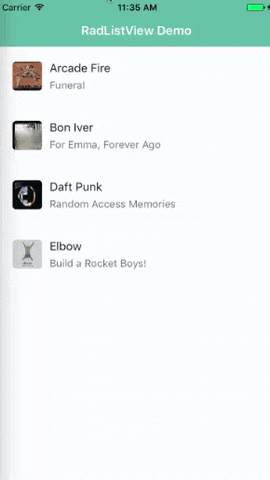 Carrier 11:35 AM
RadListView Demo
Arcade Fire
Funeral
Bon Iver
For Emma, Forever Ago
Daft Punk
Random Access Memories
Elbow
Build a Rocket Boys!